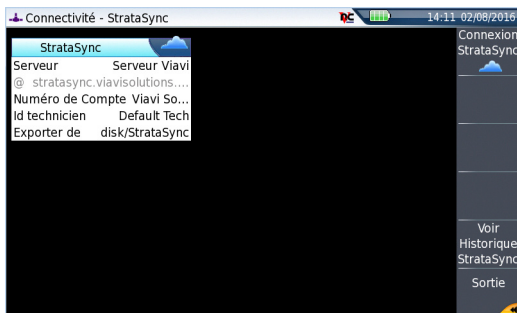 Connectivité - StrataSync
14:11 02/08/2016
StrataSync
Serveur Serveur Viavi
@ stratasync.viavisolutions....
Numéro de Compte Viavi So...
Id technicien Default Tech
Exporter de disk/StrataSync
Connexion
StrataSync
Voir
Historique
StrataSync
Sortie